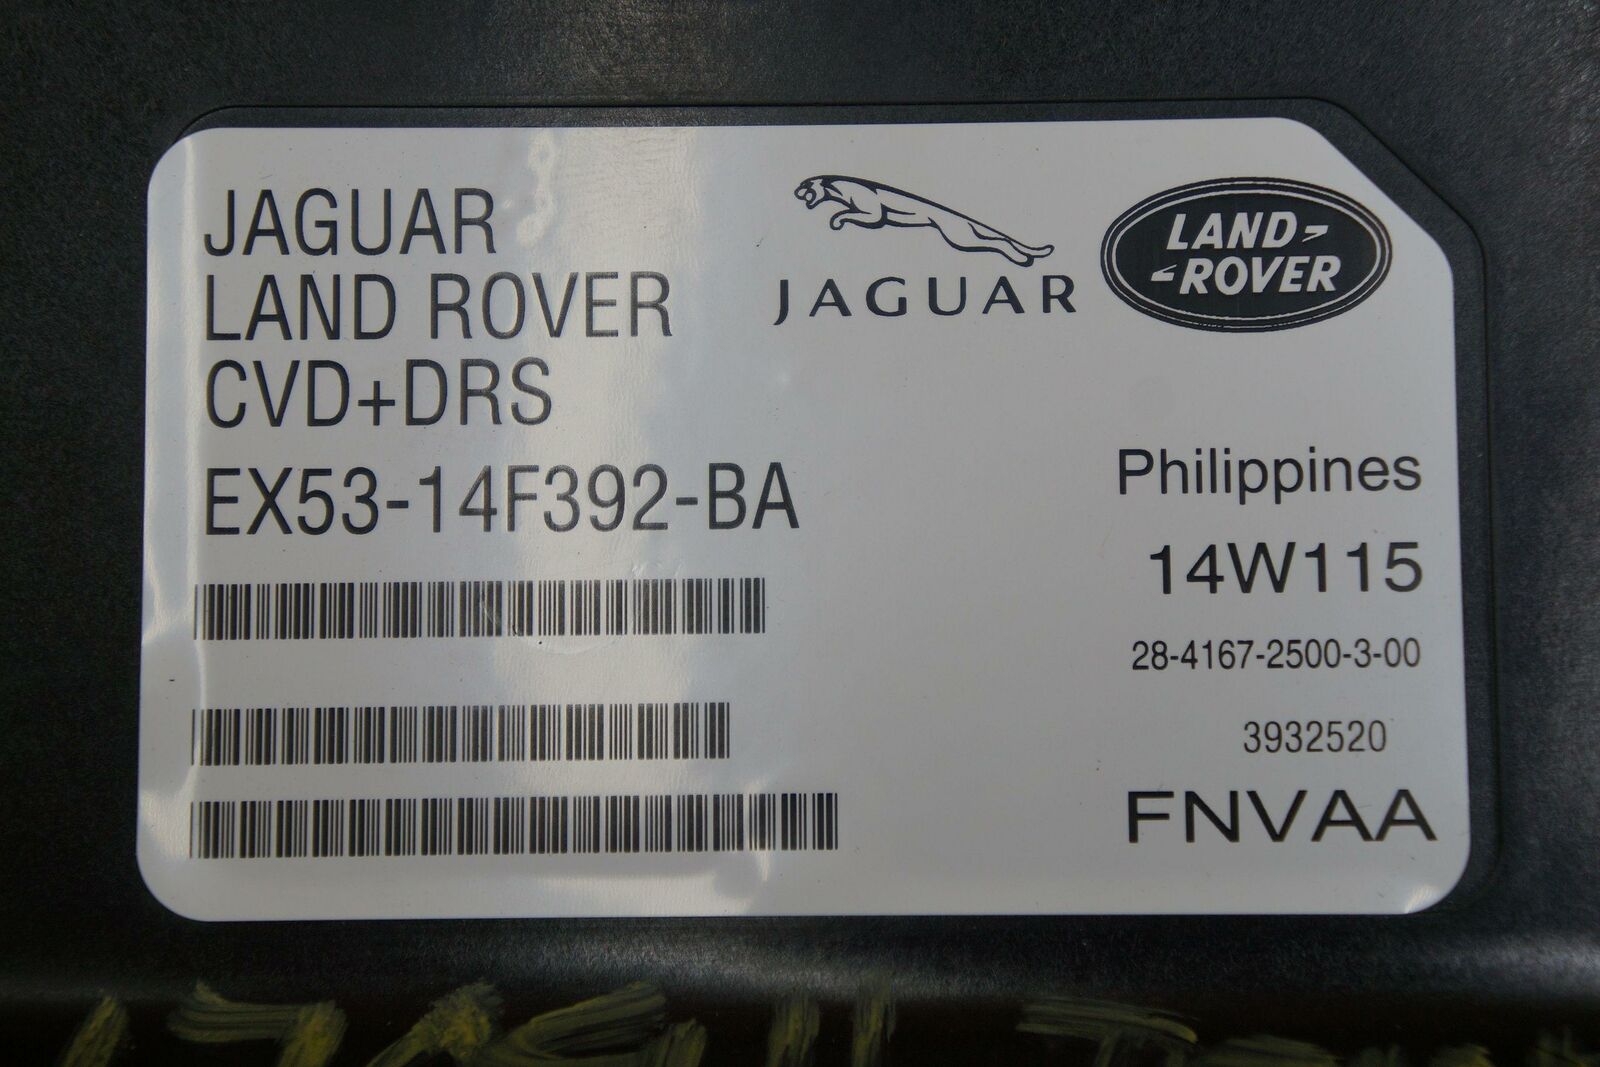 JAGUAR
LAND ROVER
CVD+DRS
EX53-14F392-BA
JAGUAR
LAND
ROVER
Philippines
14W115
28-4167-2500-3-00
3932520
FNVAA